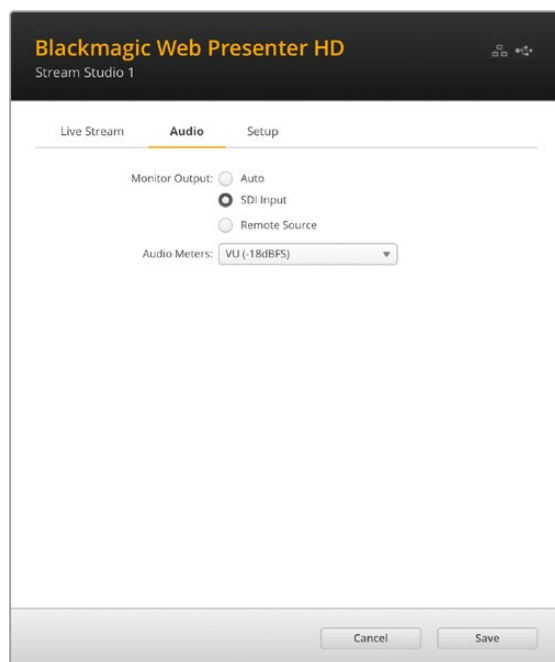 Blackmagic Web Presenter HD
Stream Studio 1
Live Stream Audio Setup
Monitor Output: Auto
SDI Input
Remote Source
Audio Meters: VU (-18dBFS)
Cancel Save